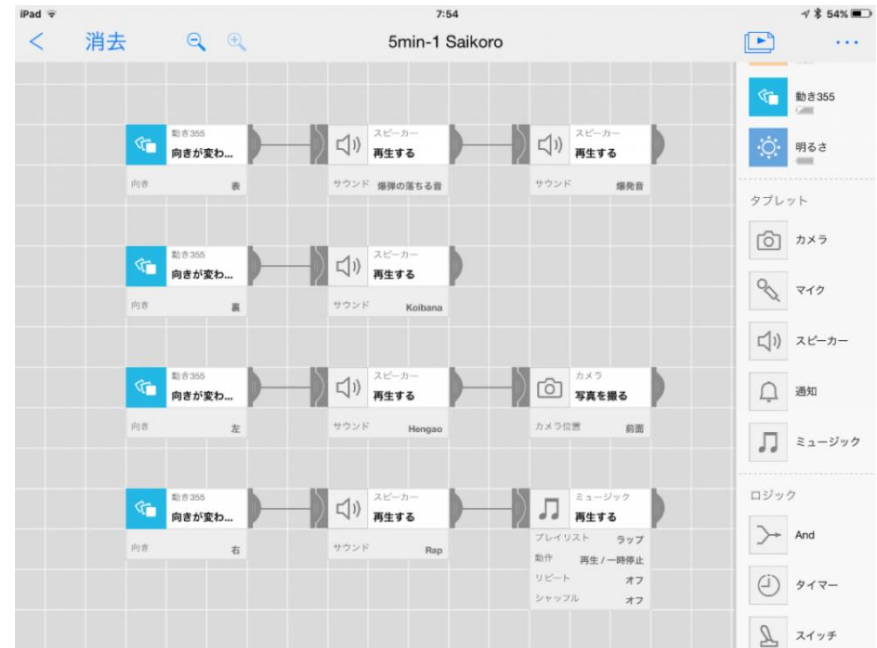 iPad 7:54 54%
消去 5min-1 Saikoro
動き355
向きが変わ...
向き 表
スピーカー
再生する
サウンド 爆弾の落ちる音
スピーカー
再生する
サウンド 爆発音
動き355
向きが変わ...
向き 裏
スピーカー
再生する
サウンド Koibana
動き355
向きが変わ...
向き 左
スピーカー
再生する
サウンド Hengao
カメラ
写真を撮る
カメラ位置 前面
動き355
向きが変わ...
向き 右
スピーカー
再生する
サウンド Rap
ミュージック
再生する
プレイリスト ラップ
動作 再生 / 一時停止
リピート オフ
シャッフル オフ
動き355
明るさ
タブレット
カメラ
マイク
スピーカー
通知
ミュージック
ロジック
And
タイマー
スイッチ